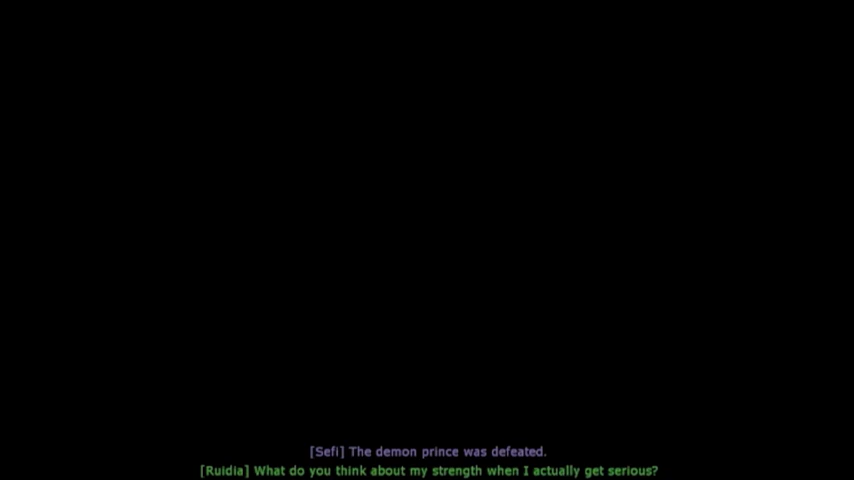 [Sefi] The demon prince was defeated.
[Ruidia] What do you think about my strength when I actually get serious?